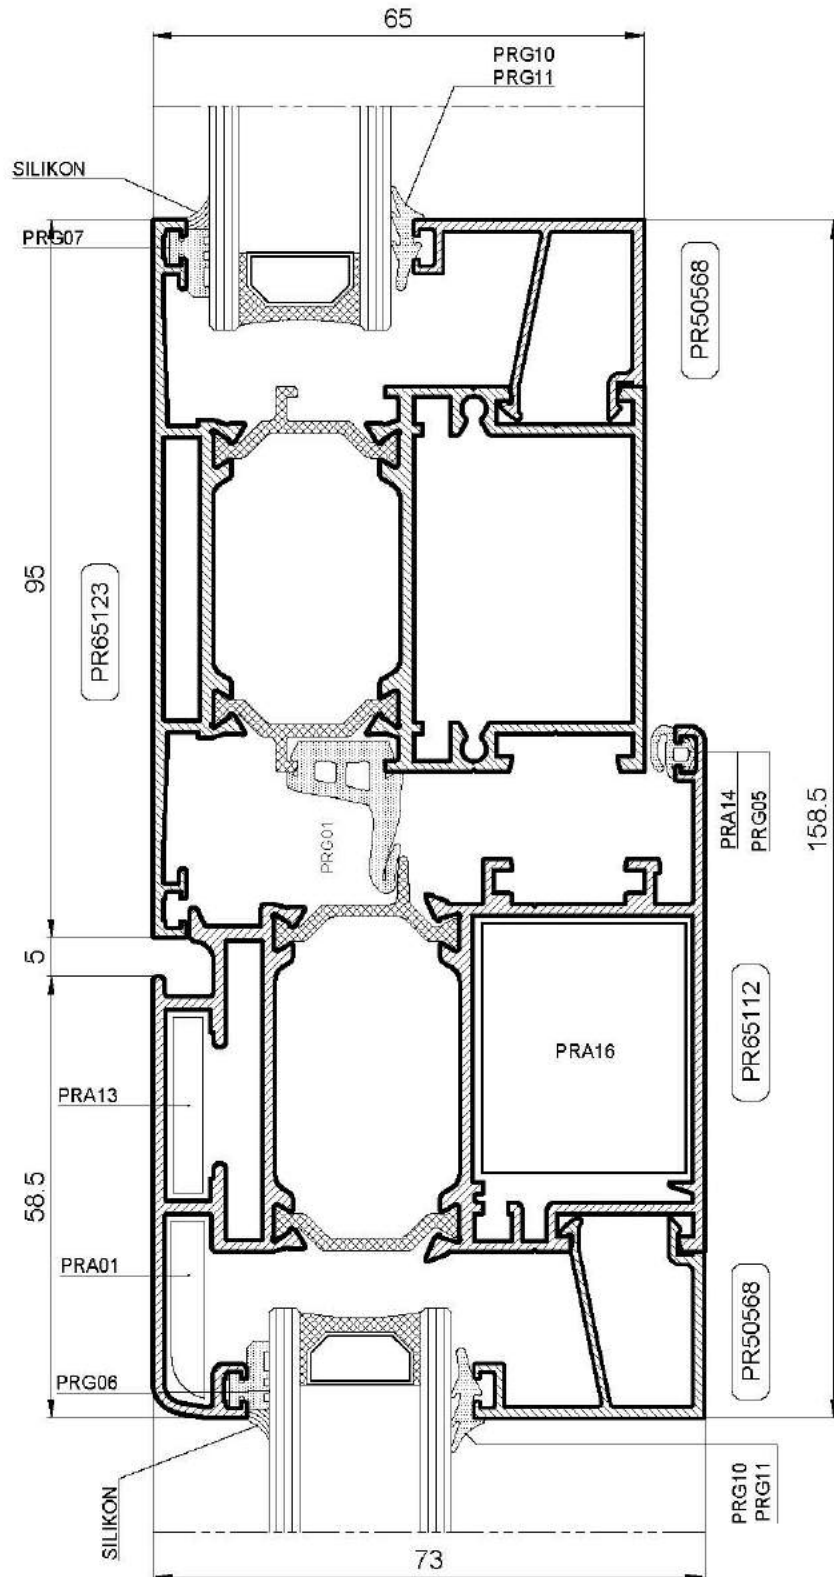 65
PRG10
PRG11
SILIKON
PRG07
PR50568
95
PR65123
PRG01
PRA14
PRG05
158.5
5
PRA16
PR65112
PRA13
58.5
PRA01
PR50568
PRG06
SILIKON
PRG10
PRG11
73